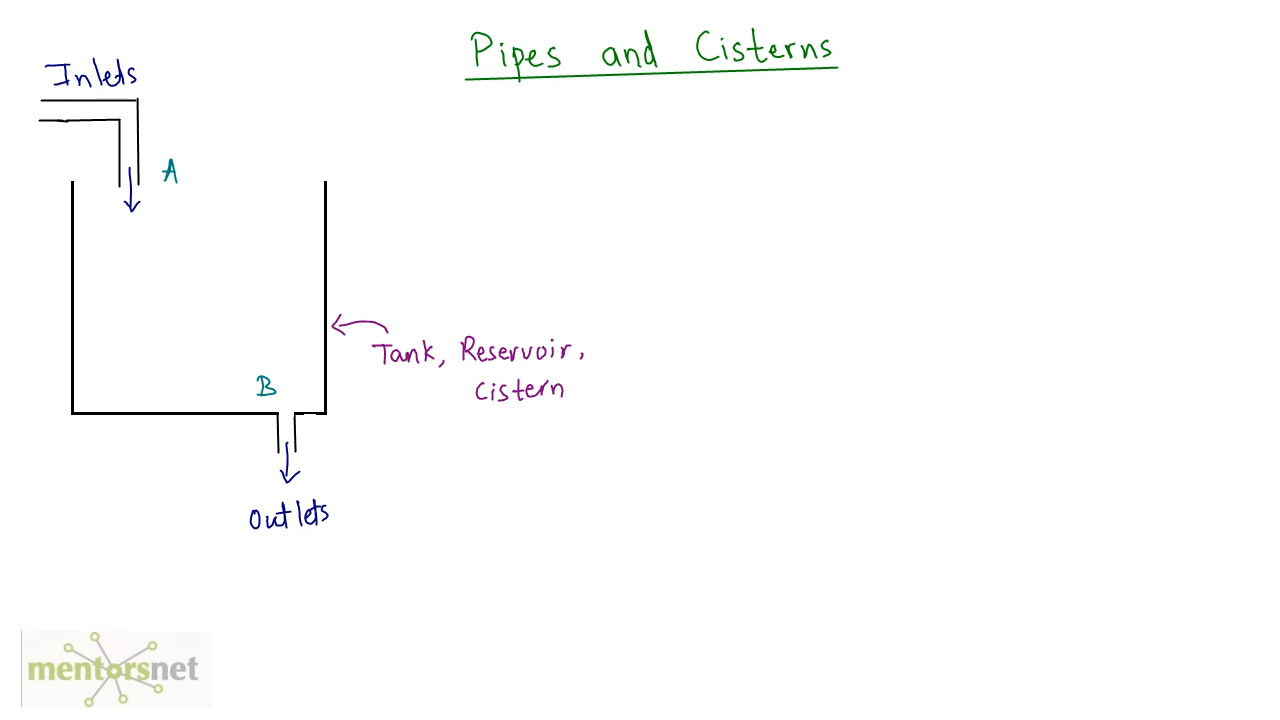 Pipes and Cisterns
Inlets
A
Tank, Reservoir,
Cistern
B
Outlets
mentorsnet